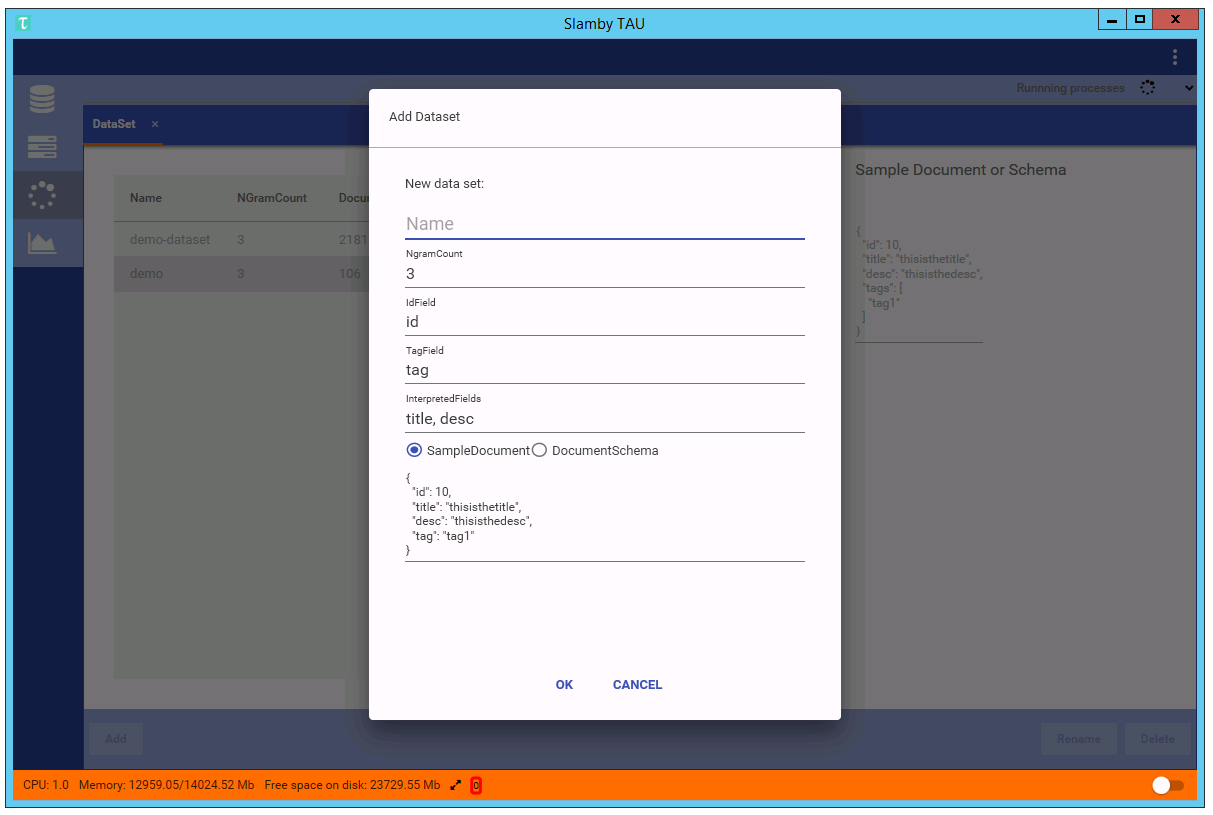 τ
Slamby TAU
Runnning processes
DataSet ×
Name NGramCount Docu
demo-dataset 3 2181
demo 3 106
Add Dataset
New data set:
Name
NgramCount
3
IdField
id
TagField
tag
InterpretedFields
title, desc
SampleDocument DocumentSchema
{
"id": 10,
"title": "thisisthetitle",
"desc": "thisisthedesc",
"tag": "tag1"
}
OK CANCEL
Sample Document or Schema
{
"id": 10,
"title": "thisisthetitle",
"desc": "thisisthedesc",
"tags": [
"tag1"
]
}
Add Rename Delete
CPU: 1.0 Memory: 12959.05/14024.52 Mb Free space on disk: 23729.55 Mb 0